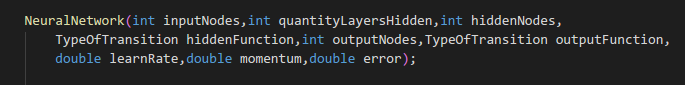 NeuralNetwork(int inputNodes,int quantityLayersHidden,int hiddenNodes,
TypeOfTransition hiddenFunction,int outputNodes,TypeOfTransition outputFunction,
double learnRate,double momentum,double error);